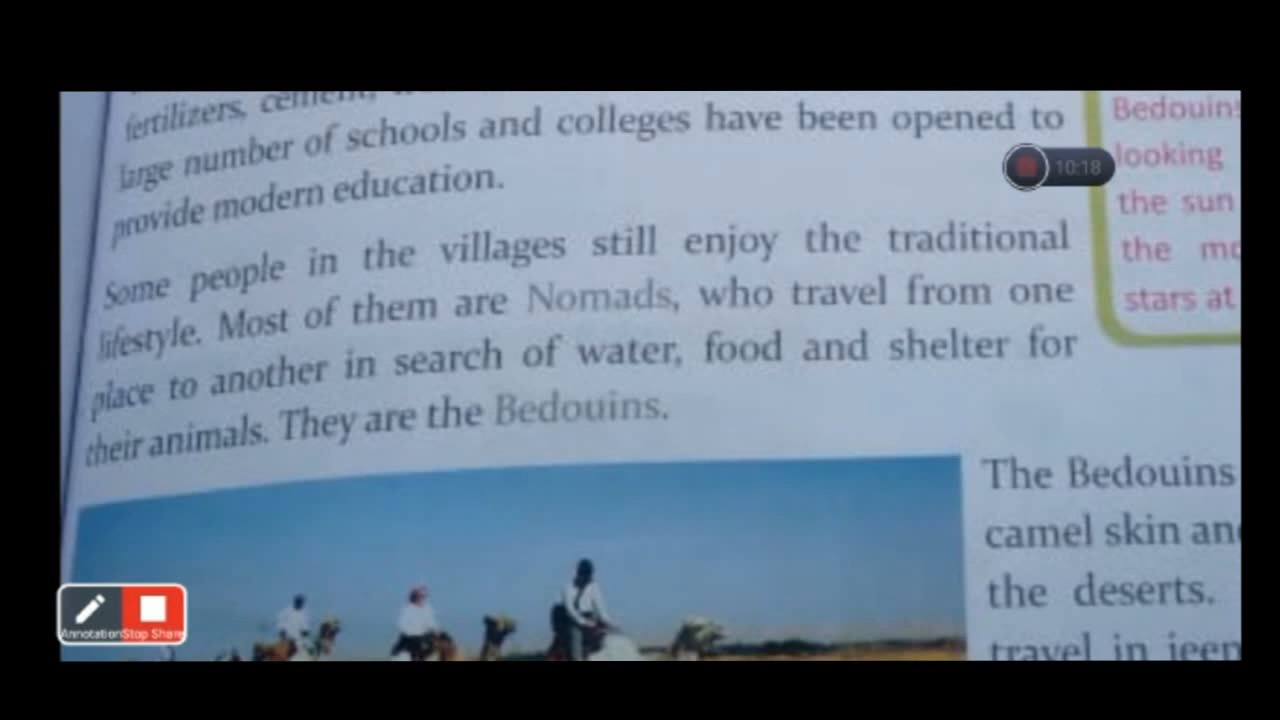 fertilizers, cement,
large number of schools and colleges have been opened to
provide modern education.
Some people in the villages still enjoy the traditional
lifestyle. Most of them are Nomads, who travel from one
place to another in search of water, food and shelter for
their animals. They are the Bedouins.
Bedouins
looking
the sun
the
stars at
10:18
The Bedouins
camel skin
the deserts.
travel in
Annotation Stop Share